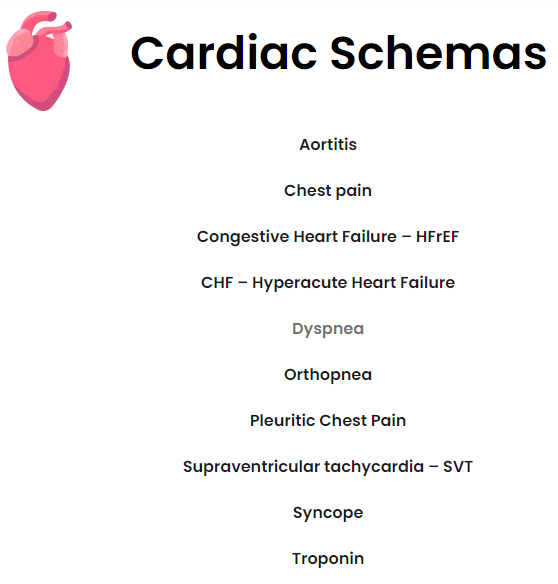 Cardiac Schemas
Aortitis
Chest pain
Congestive Heart Failure – HFrEF
CHF – Hyperacute Heart Failure
Dyspnea
Orthopnea
Pleuritic Chest Pain
Supraventricular tachycardia – SVT
Syncope
Troponin